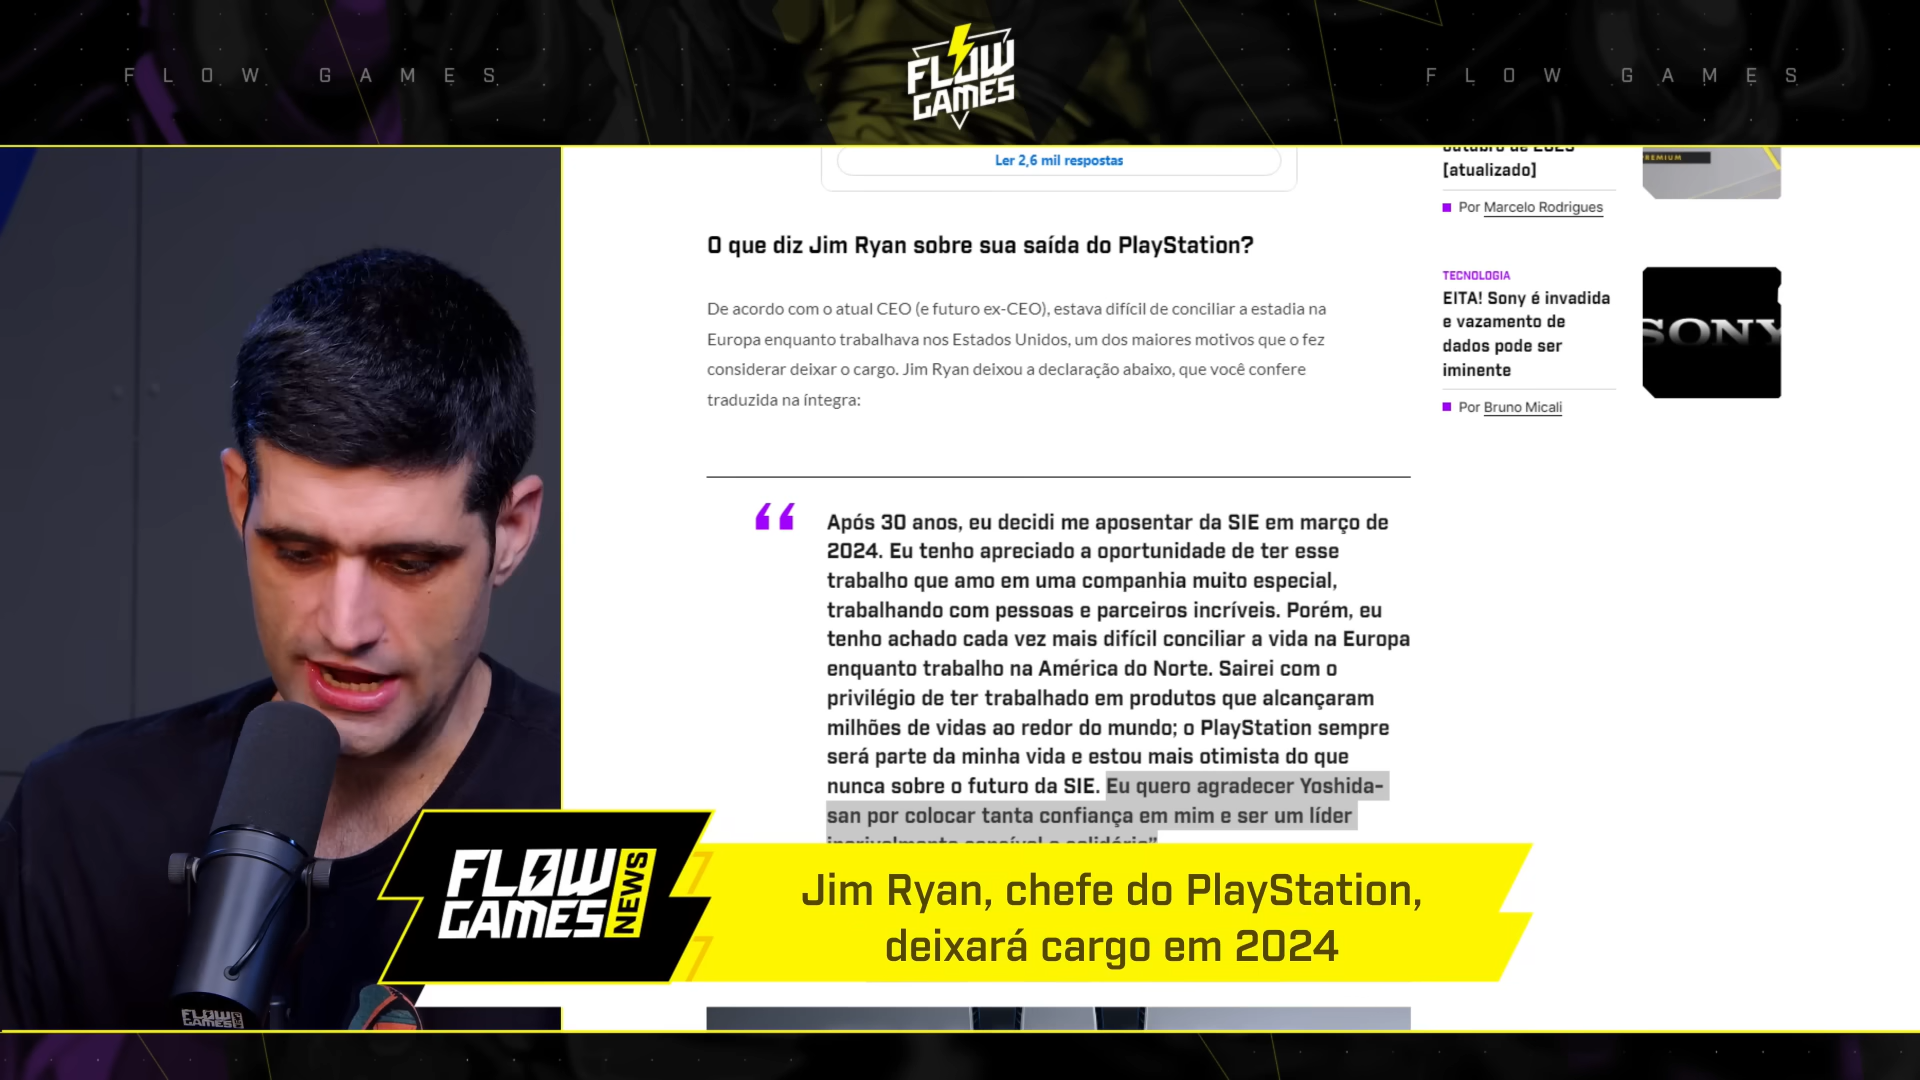 FLOW GAMES
FLOW
GAMES
FLOW GAMES
Ler 2,6 mil respostas
O que diz Jim Ryan sobre sua saída do PlayStation?
De acordo com o atual CEO (e futuro ex-CEO), estava difícil de conciliar a estadia na
Europa enquanto trabalhava nos Estados Unidos, um dos maiores motivos que o fez
considerar deixar o cargo. Jim Ryan deixou a declaração abaixo, que você confere
traduzida na íntegra:
“
Após 30 anos, eu decidi me aposentar da SIE em março de
2024. Eu tenho apreciado a oportunidade de ter esse
trabalho que amo em uma companhia muito especial,
trabalhando com pessoas e parceiros incríveis. Porém, eu
tenho achado cada vez mais difícil conciliar a vida na Europa
enquanto trabalho na América do Norte. Sairei com o
privilégio de ter trabalhado em produtos que alcançaram
milhões de vidas ao redor do mundo; o PlayStation sempre
será parte da minha vida e estou mais otimista do que
nunca sobre o futuro da SIE. Eu quero agradecer Yoshida-
san por colocar tanta confiança em mim e ser um líder
incrivelmente sensível e solidário”
outubro de 2023
[atualizado]
Por Marcelo Rodrigues
TECNOLOGIA
EITA! Sony é invadida
e vazamento de
dados pode ser
iminente
Por Bruno Micali
SONY
FLOW
GAMES
NEWS
Jim Ryan, chefe do PlayStation,
deixará cargo em 2024
FLOW
GAMES